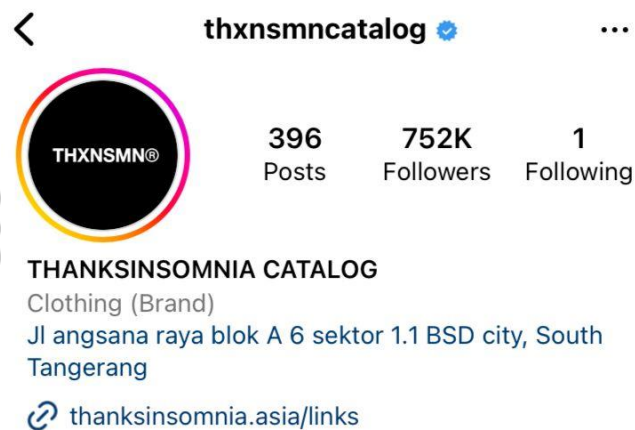 thxnsmncatalog
THXNSMN®
396
752K
1
Posts
Followers
Following
THANKSINSOMNIA CATALOG
Clothing (Brand)
Jl angsana raya blok A 6 sektor 1.1 BSD city, South
Tangerang
thanksinsomnia.asia/links